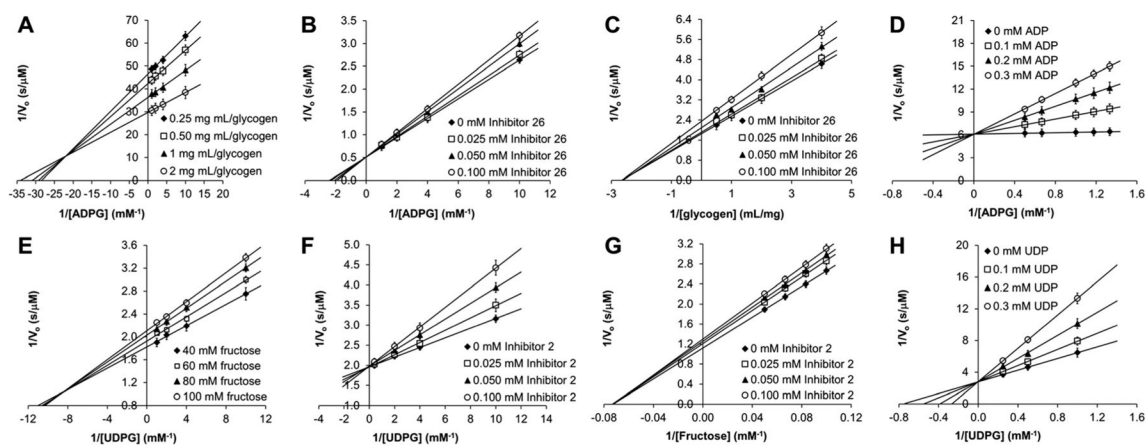 A
1/Vo (s/μM)
70
60
50
40
30
20
10
0
0.25 mg mL/glycogen
0.50 mg mL/glycogen
1 mg mL/glycogen
2 mg mL/glycogen
-35 -30 -25 -20 -15 -10 -5 0 5 10 15 20
1/[ADPG] (mM-1)
B
1/Vo (s/μM)
3.5
3.0
2.5
2.0
1.5
1.0
0.5
0.0
0 mM Inhibitor 26
0.025 mM Inhibitor 26
0.050 mM Inhibitor 26
0.100 mM Inhibitor 26
-4 -2 0 2 4 6 8 10 12
1/[ADPG] (mM-1)
C
1/Vo (s/μM)
6.4
5.6
4.8
4.0
3.2
2.4
1.6
0.8
0.0
0 mM Inhibitor 26
0.025 mM Inhibitor 26
0.050 mM Inhibitor 26
0.100 mM Inhibitor 26
-3 -2 -1 0 1 2 3 4 5
1/[glycogen] (mL/mg)
D
1/Vo (s/μM)
21
18
15
12
9
6
3
0
0 mM ADP
0.1 mM ADP
0.2 mM ADP
0.3 mM ADP
-0.8 -0.4 0 0.4 0.8 1.2 1.6
1/[ADPG] (mM-1)
E
1/Vo (s/μM)
3.6
3.2
2.8
2.4
2.0
1.6
1.2
0.8
40 mM fructose
60 mM fructose
80 mM fructose
100 mM fructose
-11 -8 -5 -2 1 4 7 10
1/[UDPG] (mM-1)
F
1/Vo (s/μM)
5.0
4.5
4.0
3.5
3.0
2.5
2.0
1.5
1.0
0 mM Inhibitor 2
0.025 mM Inhibitor 2
0.050 mM Inhibitor 2
0.100 mM Inhibitor 2
-4 -2 0 2 4 6 8 10 12 14
1/[UDPG] (mM-1)
G
1/Vo (s/μM)
3.2
2.8
2.4
2.0
1.6
1.2
0.8
0.4
0.0
0 mM Inhibitor 2
0.025 mM Inhibitor 2
0.050 mM Inhibitor 2
0.100 mM Inhibitor 2
-0.08 -0.04 0.00 0.04 0.08
1/[Fructose] (mM-1)
H
1/Vo (s/μM)
20
16
12
8
4
0
0 mM UDP
0.1 mM UDP
0.2 mM UDP
0.3 mM UDP
-0.8 -0.4 0.0 0.4 0.8 1.2 1.6
1/[UDPG] (mM-1)